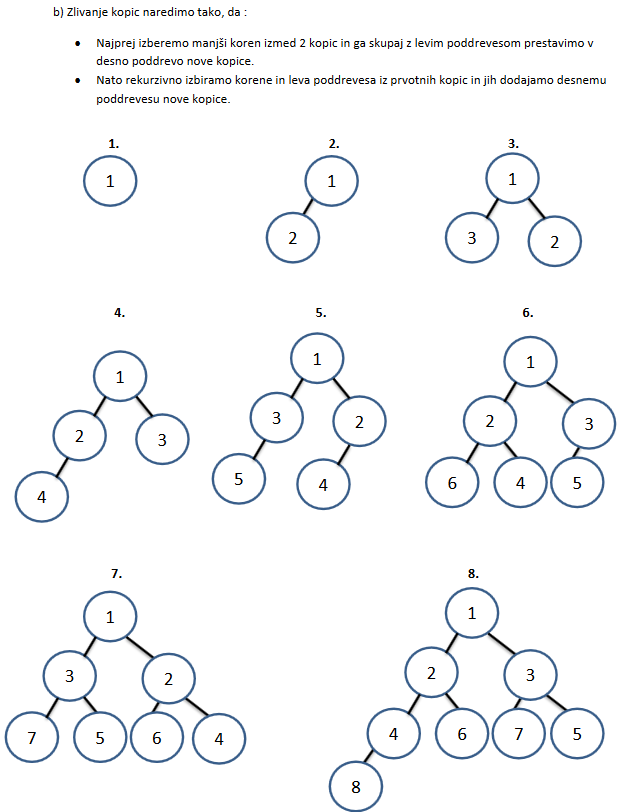 b) Zlivanje kopic naredimo tako, da :
• Najprej izberemo manjši koren izmed 2 kopic in ga skupaj z levim poddrevesom prestavimo v
desno poddrevo nove kopice.
• Nato rekurzivno izbiramo korene in leva poddrevesa iz prvotnih kopic in jih dodajamo desnemu
poddrevesu nove kopice.
1. 2. 3.
1 1 1
2 3 2
4. 5. 6.
1 1 1
2 3 3 2 2 3
4 5 4 6 4 5
7. 8.
1 1
3 2 2 3
7 5 6 4 4 6 7 5
8